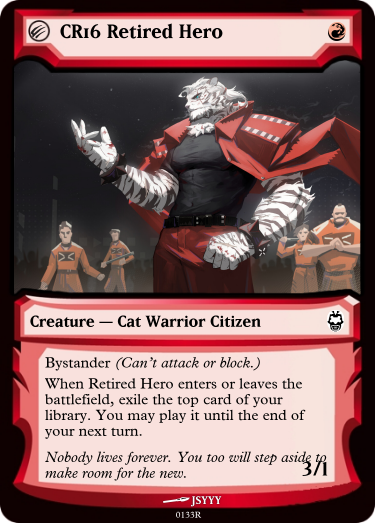 CR16 Retired Hero
Creature — Cat Warrior Citizen
Bystander (Can't attack or block.)
When Retired Hero enters or leaves the
battlefield, exile the top card of your
library. You may play it until the end of
your next turn.
Nobody lives forever. You too will step aside to
make room for the new.
3/1
JSYYY
0133R